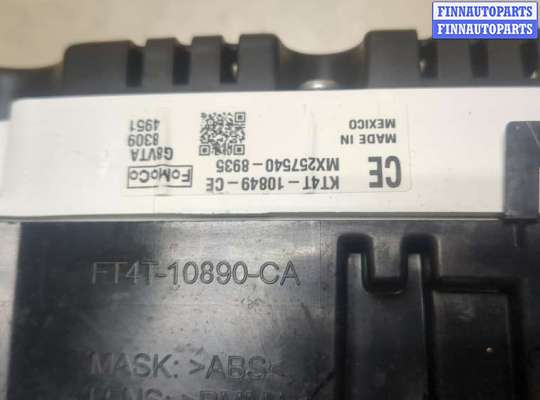 FINNAUTOPARTS
FINNAUTOPARTS
FINNAUTOPARTS
CE
KT4T-10849-CE
MX257540-8935
MADE IN
MEXICO
FoMoCo
G8VTA
8309
4951
FT4T-10890-CA
MASK: >ABS<